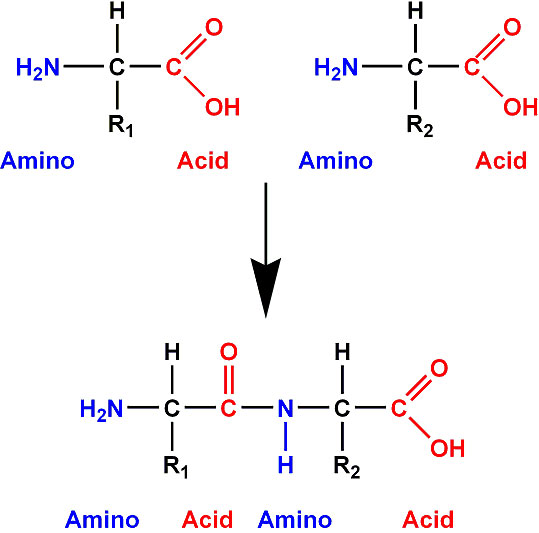 H H
O O
H₂N C C H₂N C C
OH OH
R₁ R₂
Amino Acid Amino Acid
H O H O
H₂N C C N C C
OH
R₁ H R₂
Amino Acid Amino Acid